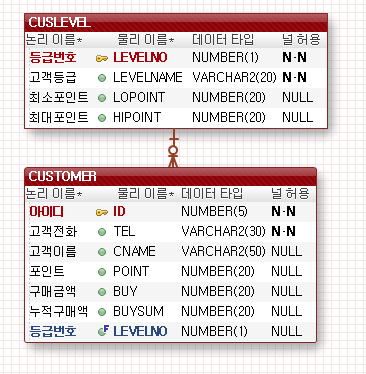 CUSLEVEL
논리 이름* 물리 이름* 데이터 타입 널 허용
등급번호 LEVELNO NUMBER(1) N-N
고객등급 LEVELNAME VARCHAR2(20) N-N
최소포인트 LOPOINT NUMBER(20) NULL
최대포인트 HIPOINT NUMBER(20) NULL
CUSTOMER
논리 이름* 물리 이름* 데이터 타입 널 허용
아이디 ID NUMBER(5) N-N
고객전화 TEL VARCHAR2(30) N-N
고객이름 CNAME VARCHAR2(50) NULL
포인트 POINT NUMBER(20) NULL
구매금액 BUY NUMBER(20) NULL
누적구매액 BUYSUM NUMBER(20) NULL
등급번호 F LEVELNO NUMBER(1) NULL